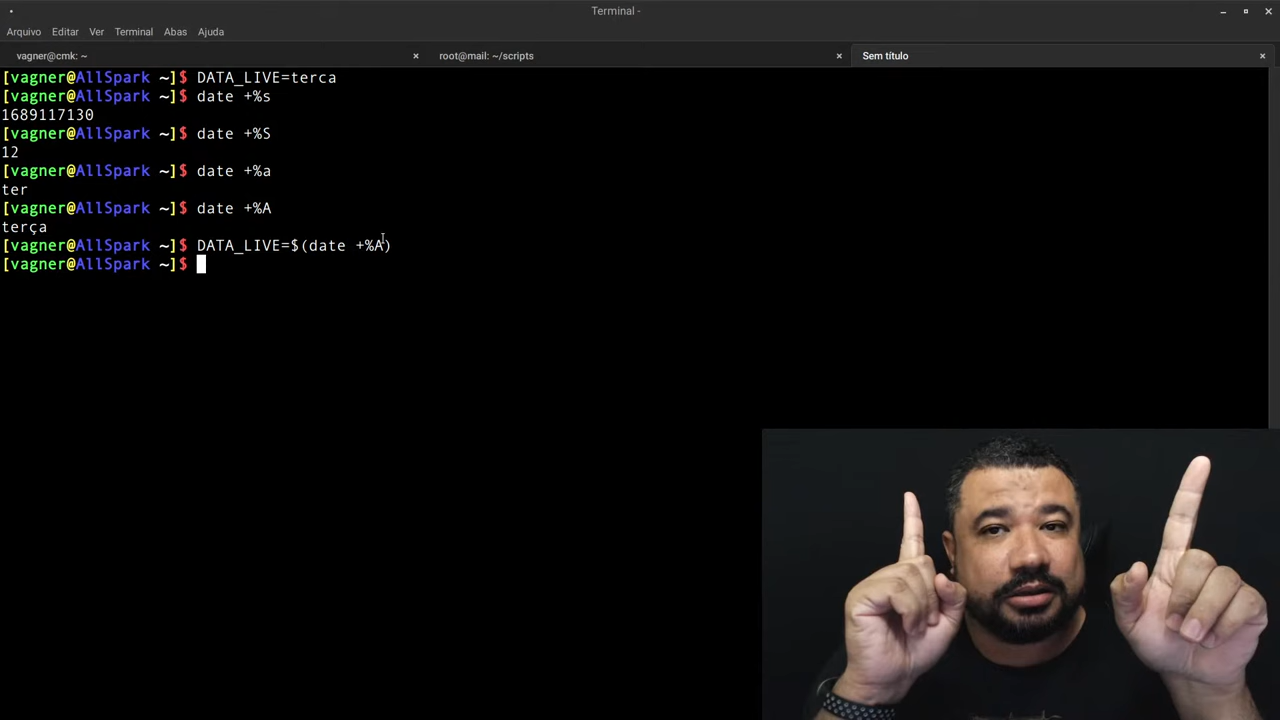 Terminal -
Arquivo Editar Ver Terminal Abas Ajuda
vagner@cmk: ~ root@mail: ~/scripts Sem título
[vagner@AllSpark ~]$ DATA_LIVE=terca
[vagner@AllSpark ~]$ date +%s
1689117130
[vagner@AllSpark ~]$ date +%S
12
[vagner@AllSpark ~]$ date +%a
ter
[vagner@AllSpark ~]$ date +%A
terça
[vagner@AllSpark ~]$ DATA_LIVE=$(date +%A)
[vagner@AllSpark ~]$